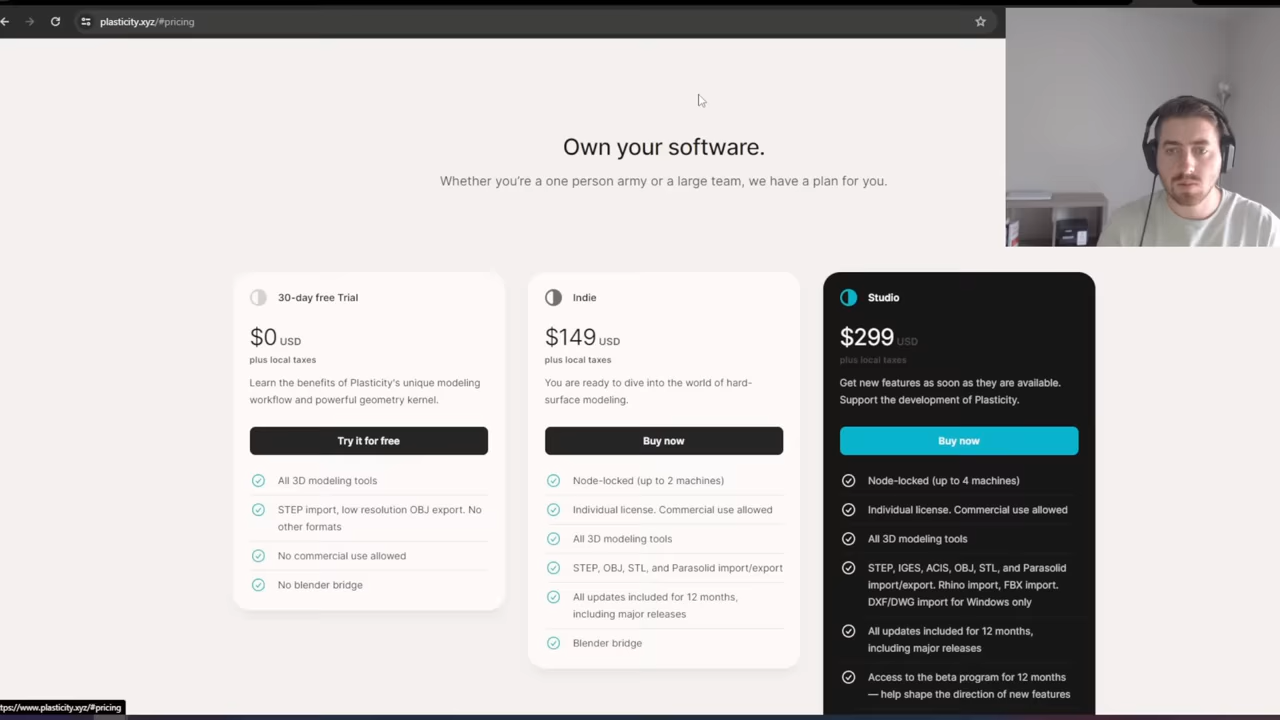 plasticity.xyz/#pricing
Own your software.
Whether you're a one person army or a large team, we have a plan for you.
30-day free Trial
$0 USD
plus local taxes
Learn the benefits of Plasticity's unique modeling
workflow and powerful geometry kernel.
Try it for free
All 3D modeling tools
STEP import, low resolution OBJ export. No
other formats
No commercial use allowed
No blender bridge
Indie
$149 USD
plus local taxes
You are ready to dive into the world of hard-
surface modeling.
Buy now
Node-locked (up to 2 machines)
Individual license. Commercial use allowed
All 3D modeling tools
STEP, OBJ, STL, and Parasolid import/export
All updates included for 12 months,
including major releases
Blender bridge
Studio
$299 USD
plus local taxes
Get new features as soon as they are available.
Support the development of Plasticity.
Buy now
Node-locked (up to 4 machines)
Individual license. Commercial use allowed
All 3D modeling tools
STEP, IGES, ACIS, OBJ, STL, and Parasolid
import/export. Rhino import, FBX import.
DXF/DWG import for Windows only
All updates included for 12 months,
including major releases
Access to the beta program for 12 months
— help shape the direction of new features
ttps://www.plasticity.xyz/#pricing